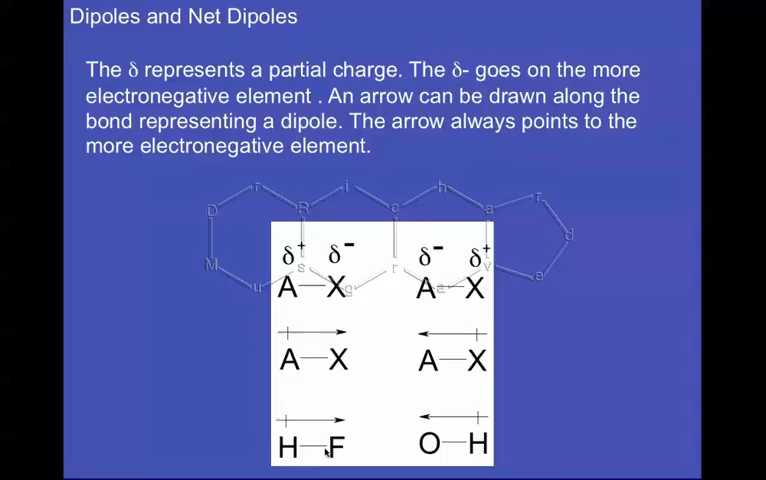 Dipoles and Net Dipoles
The δ represents a partial charge. The δ- goes on the more
electronegative element . An arrow can be drawn along the
bond representing a dipole. The arrow always points to the
more electronegative element.
D r R i c h a r d
M u s g r a v e
δ+ δ− δ− δ+
A—X A—X
A—X A—X
H—F O—H